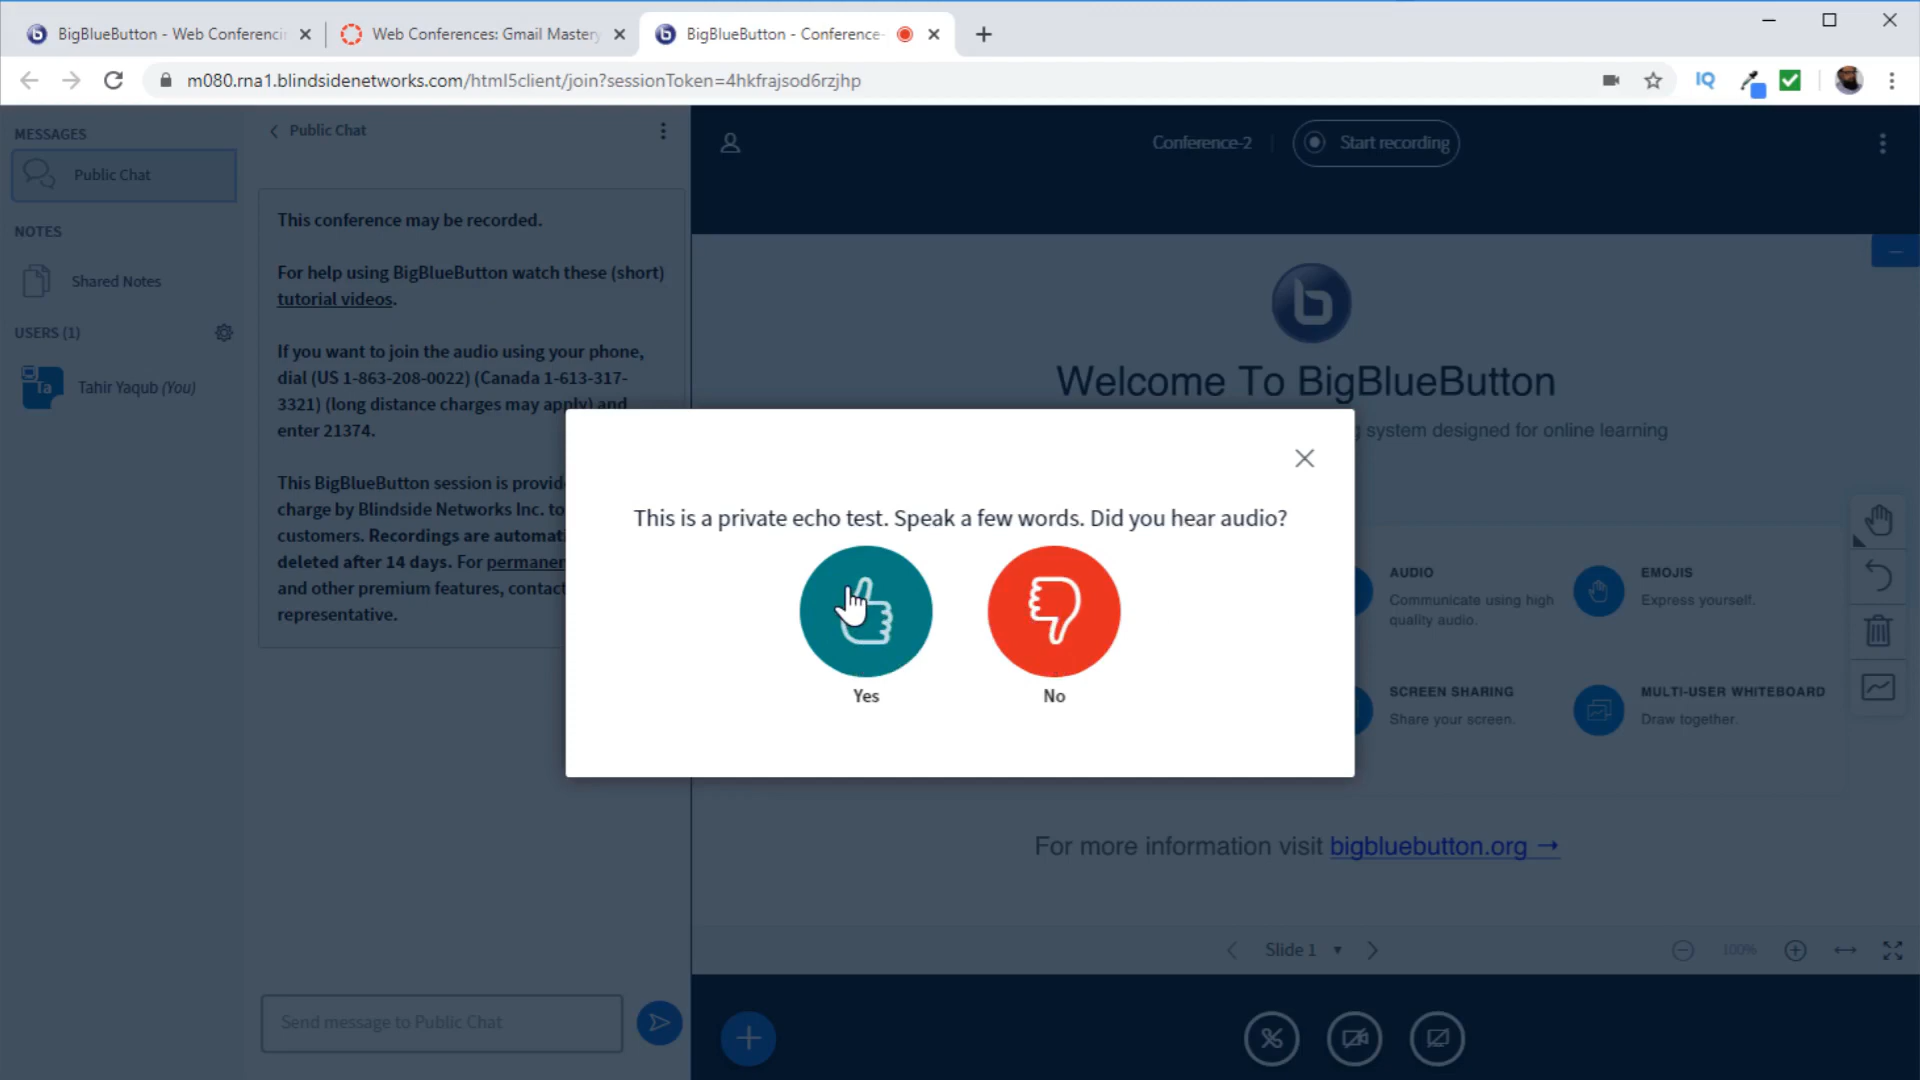 BigBlueButton - Web Conferenci
Web Conferences: Gmail Mastery
BigBlueButton - Conference-
m080.rna1.blindsidenetworks.com/html5client/join?sessionToken=4hkfrajsod6rzjhp
IQ
MESSAGES
Public Chat
NOTES
Shared Notes
USERS (1)
Ta
Tahir Yaqub (You)
Public Chat
This conference may be recorded.
For help using BigBlueButton watch these (short)
tutorial videos.
If you want to join the audio using your phone,
dial (US 1-863-208-0022) (Canada 1-613-317-
3321) (long distance charges may apply) and
enter 21374.
This BigBlueButton session is provid
charge by Blindside Networks Inc. to
customers. Recordings are automat
deleted after 14 days. For permanen
and other premium features, contac
representative.
Send message to Public Chat
Conference-2
Start recording
Welcome To BigBlueButton
system designed for online learning
This is a private echo test. Speak a few words. Did you hear audio?
Yes
No
AUDIO
Communicate using high
quality audio.
EMOJIS
Express yourself.
SCREEN SHARING
Share your screen.
MULTI-USER WHITEBOARD
Draw together.
For more information visit bigbluebutton.org →
Slide 1
100%